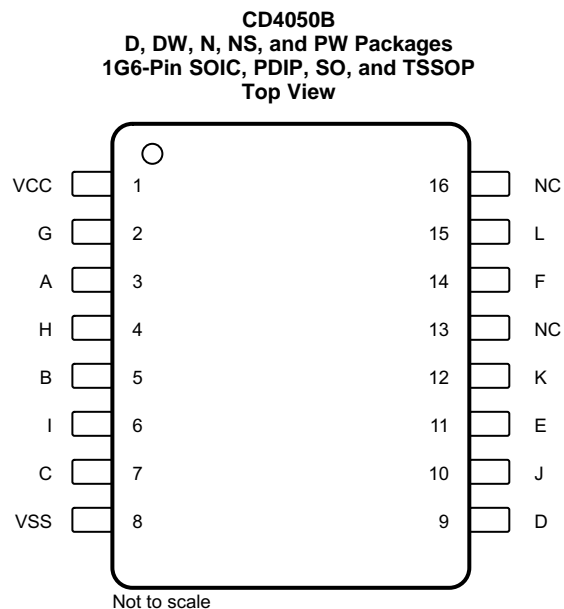 CD4050B
D, DW, N, NS, and PW Packages
1G6-Pin SOIC, PDIP, SO, and TSSOP
Top View
VCC 1 16 NC
G 2 15 L
A 3 14 F
H 4 13 NC
B 5 12 K
I 6 11 E
C 7 10 J
VSS 8 9 D
Not to scale